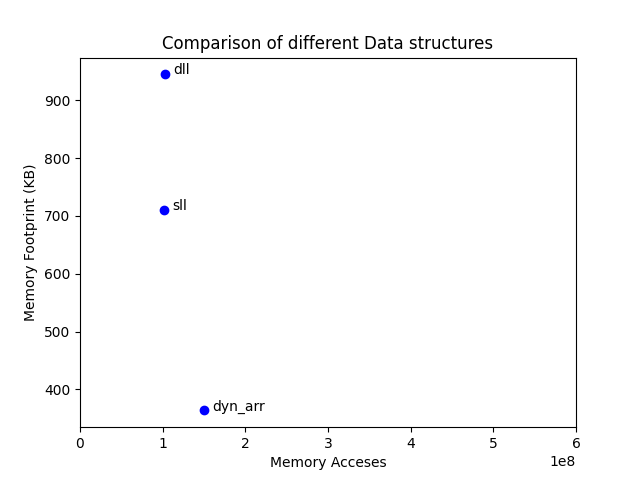 Comparison of different Data structures
dll
900
800
Memory Footprint (KB)
700
sll
600
500
400
dyn_arr
0 1 2 3 4 5 6
1e8
Memory Acceses